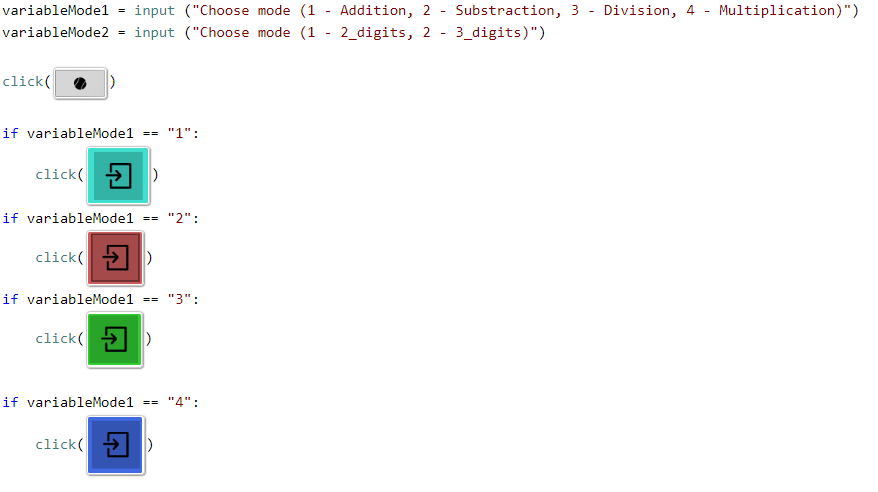 variableMode1 = input ("Choose mode (1 - Addition, 2 - Substraction, 3 - Division, 4 - Multiplication)")
variableMode2 = input ("Choose mode (1 - 2_digits, 2 - 3_digits)")
click( )
if variableMode1 == "1":
click( )
if variableMode1 == "2":
click( )
if variableMode1 == "3":
click( )
if variableMode1 == "4":
click( )